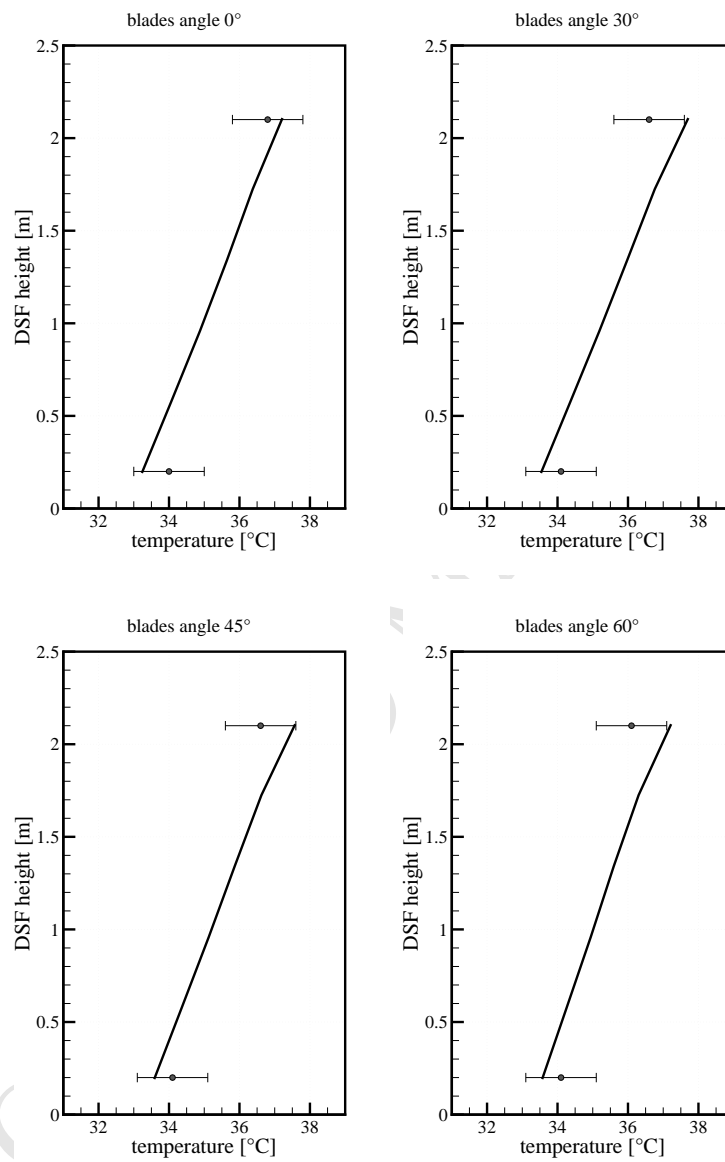 blades angle 0°
2.5
2
1.5
1
0.5
0
DSF height [m]
32 34 36 38
temperature [°C]
blades angle 30°
2.5
2
1.5
1
0.5
0
DSF height [m]
32 34 36 38
temperature [°C]
blades angle 45°
2.5
2
1.5
1
0.5
0
DSF height [m]
32 34 36 38
temperature [°C]
blades angle 60°
2.5
2
1.5
1
0.5
0
DSF height [m]
32 34 36 38
temperature [°C]